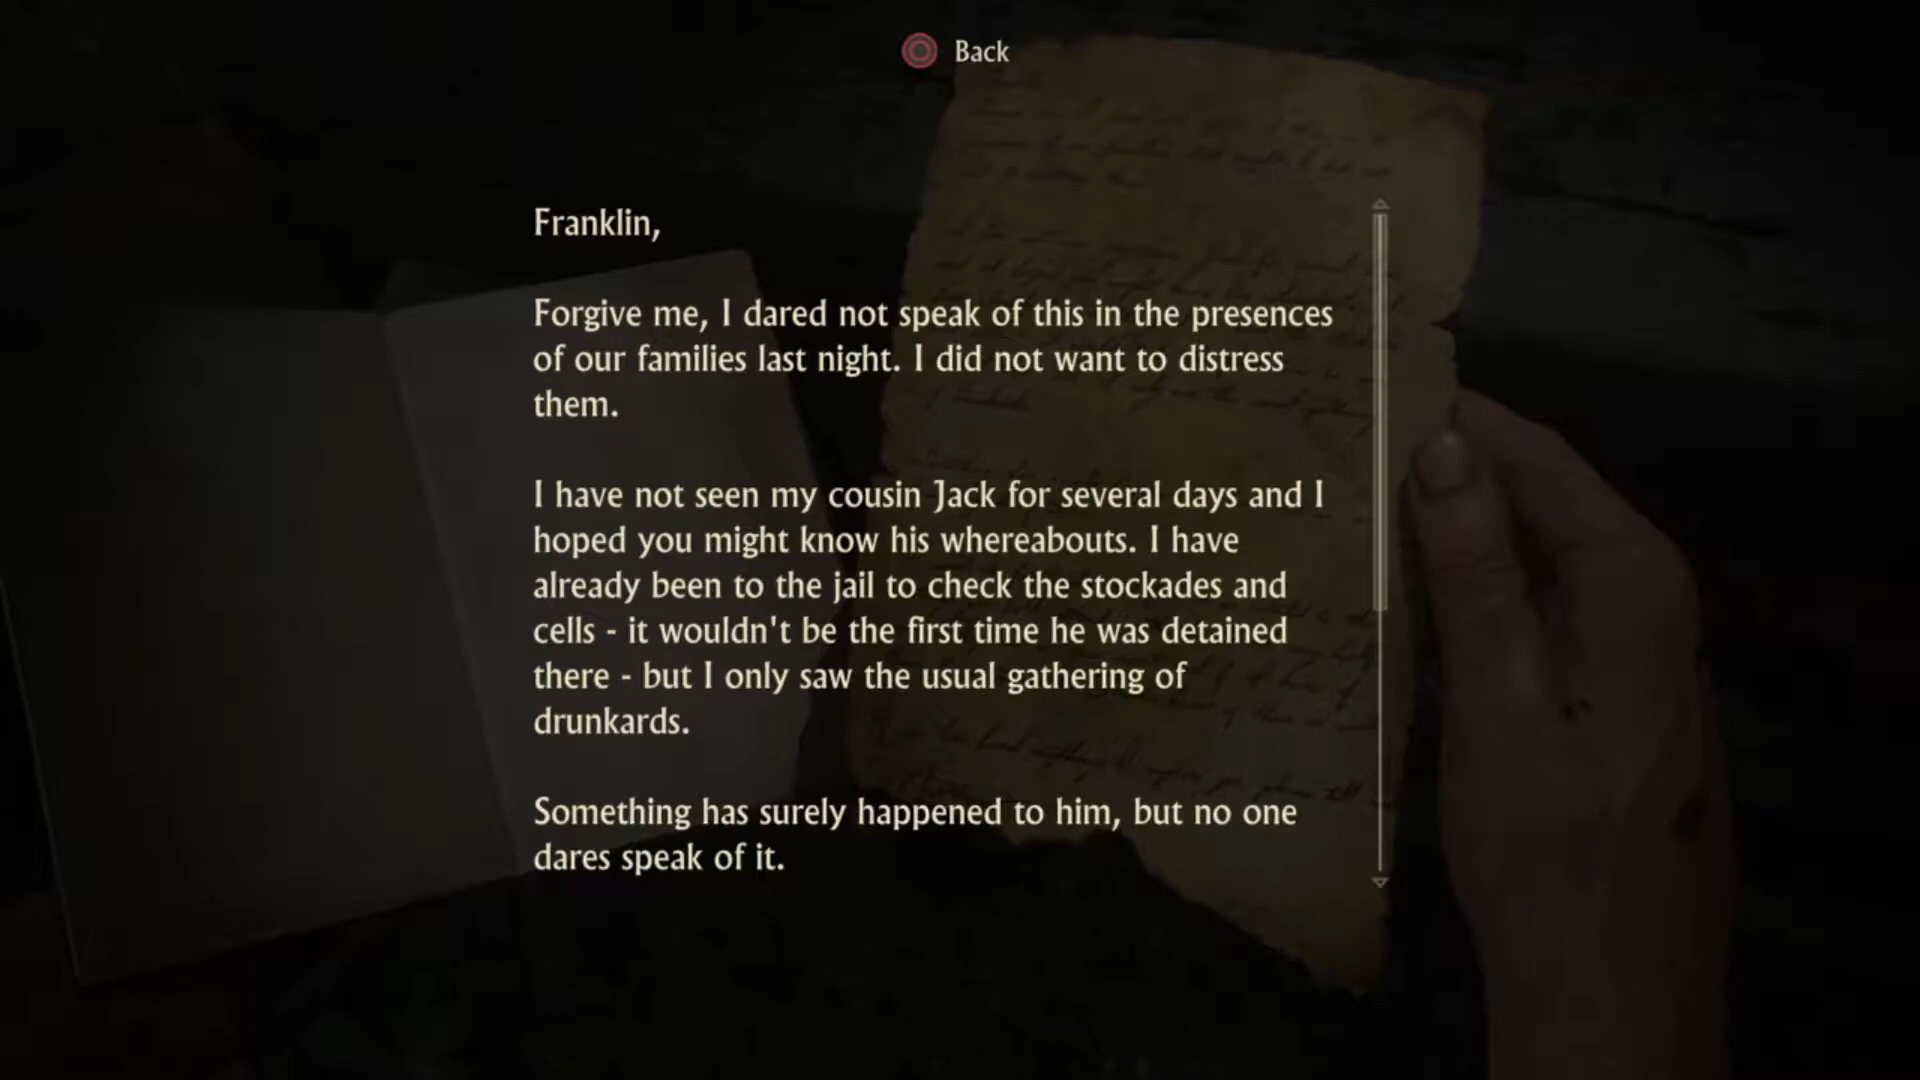 Back
Franklin,
Forgive me, I dared not speak of this in the presences
of our families last night. I did not want to distress
them.
I have not seen my cousin Jack for several days and I
hoped you might know his whereabouts. I have
already been to the jail to check the stockades and
cells - it wouldn't be the first time he was detained
there - but I only saw the usual gathering of
drunkards.
Something has surely happened to him, but no one
dares speak of it.